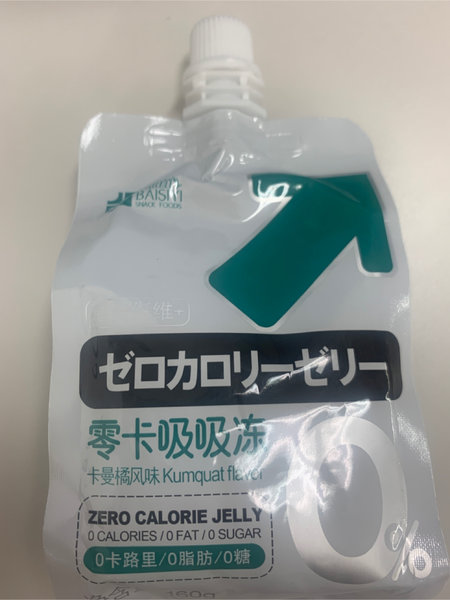 BAISHI
SNACK FOODS
维+
ゼロカロリーゼリー
零卡吸吸冻
卡曼橘风味 Kumquat flavor
ZERO CALORIE JELLY
0 CALORIES / 0 FAT / 0 SUGAR
0卡路里/0脂肪/0糖
0%
160g